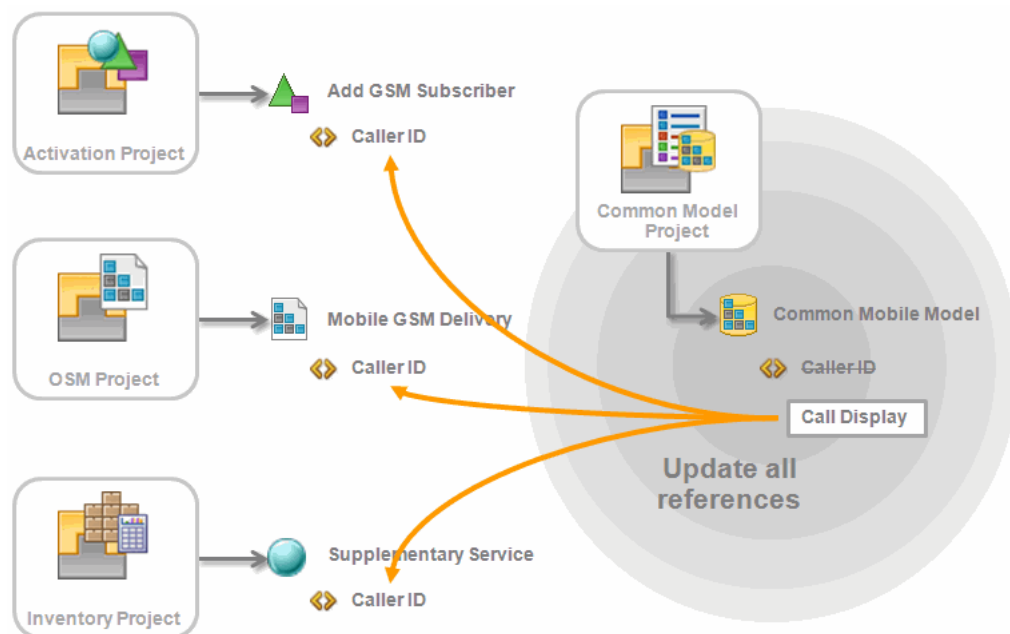 Activation Project
Add GSM Subscriber
Caller ID
Common Model
Project
OSM Project
Mobile GSM Delivery
Caller ID
Common Mobile Model
Caller ID
Call Display
Update all
references
Inventory Project
Supplementary Service
Caller ID